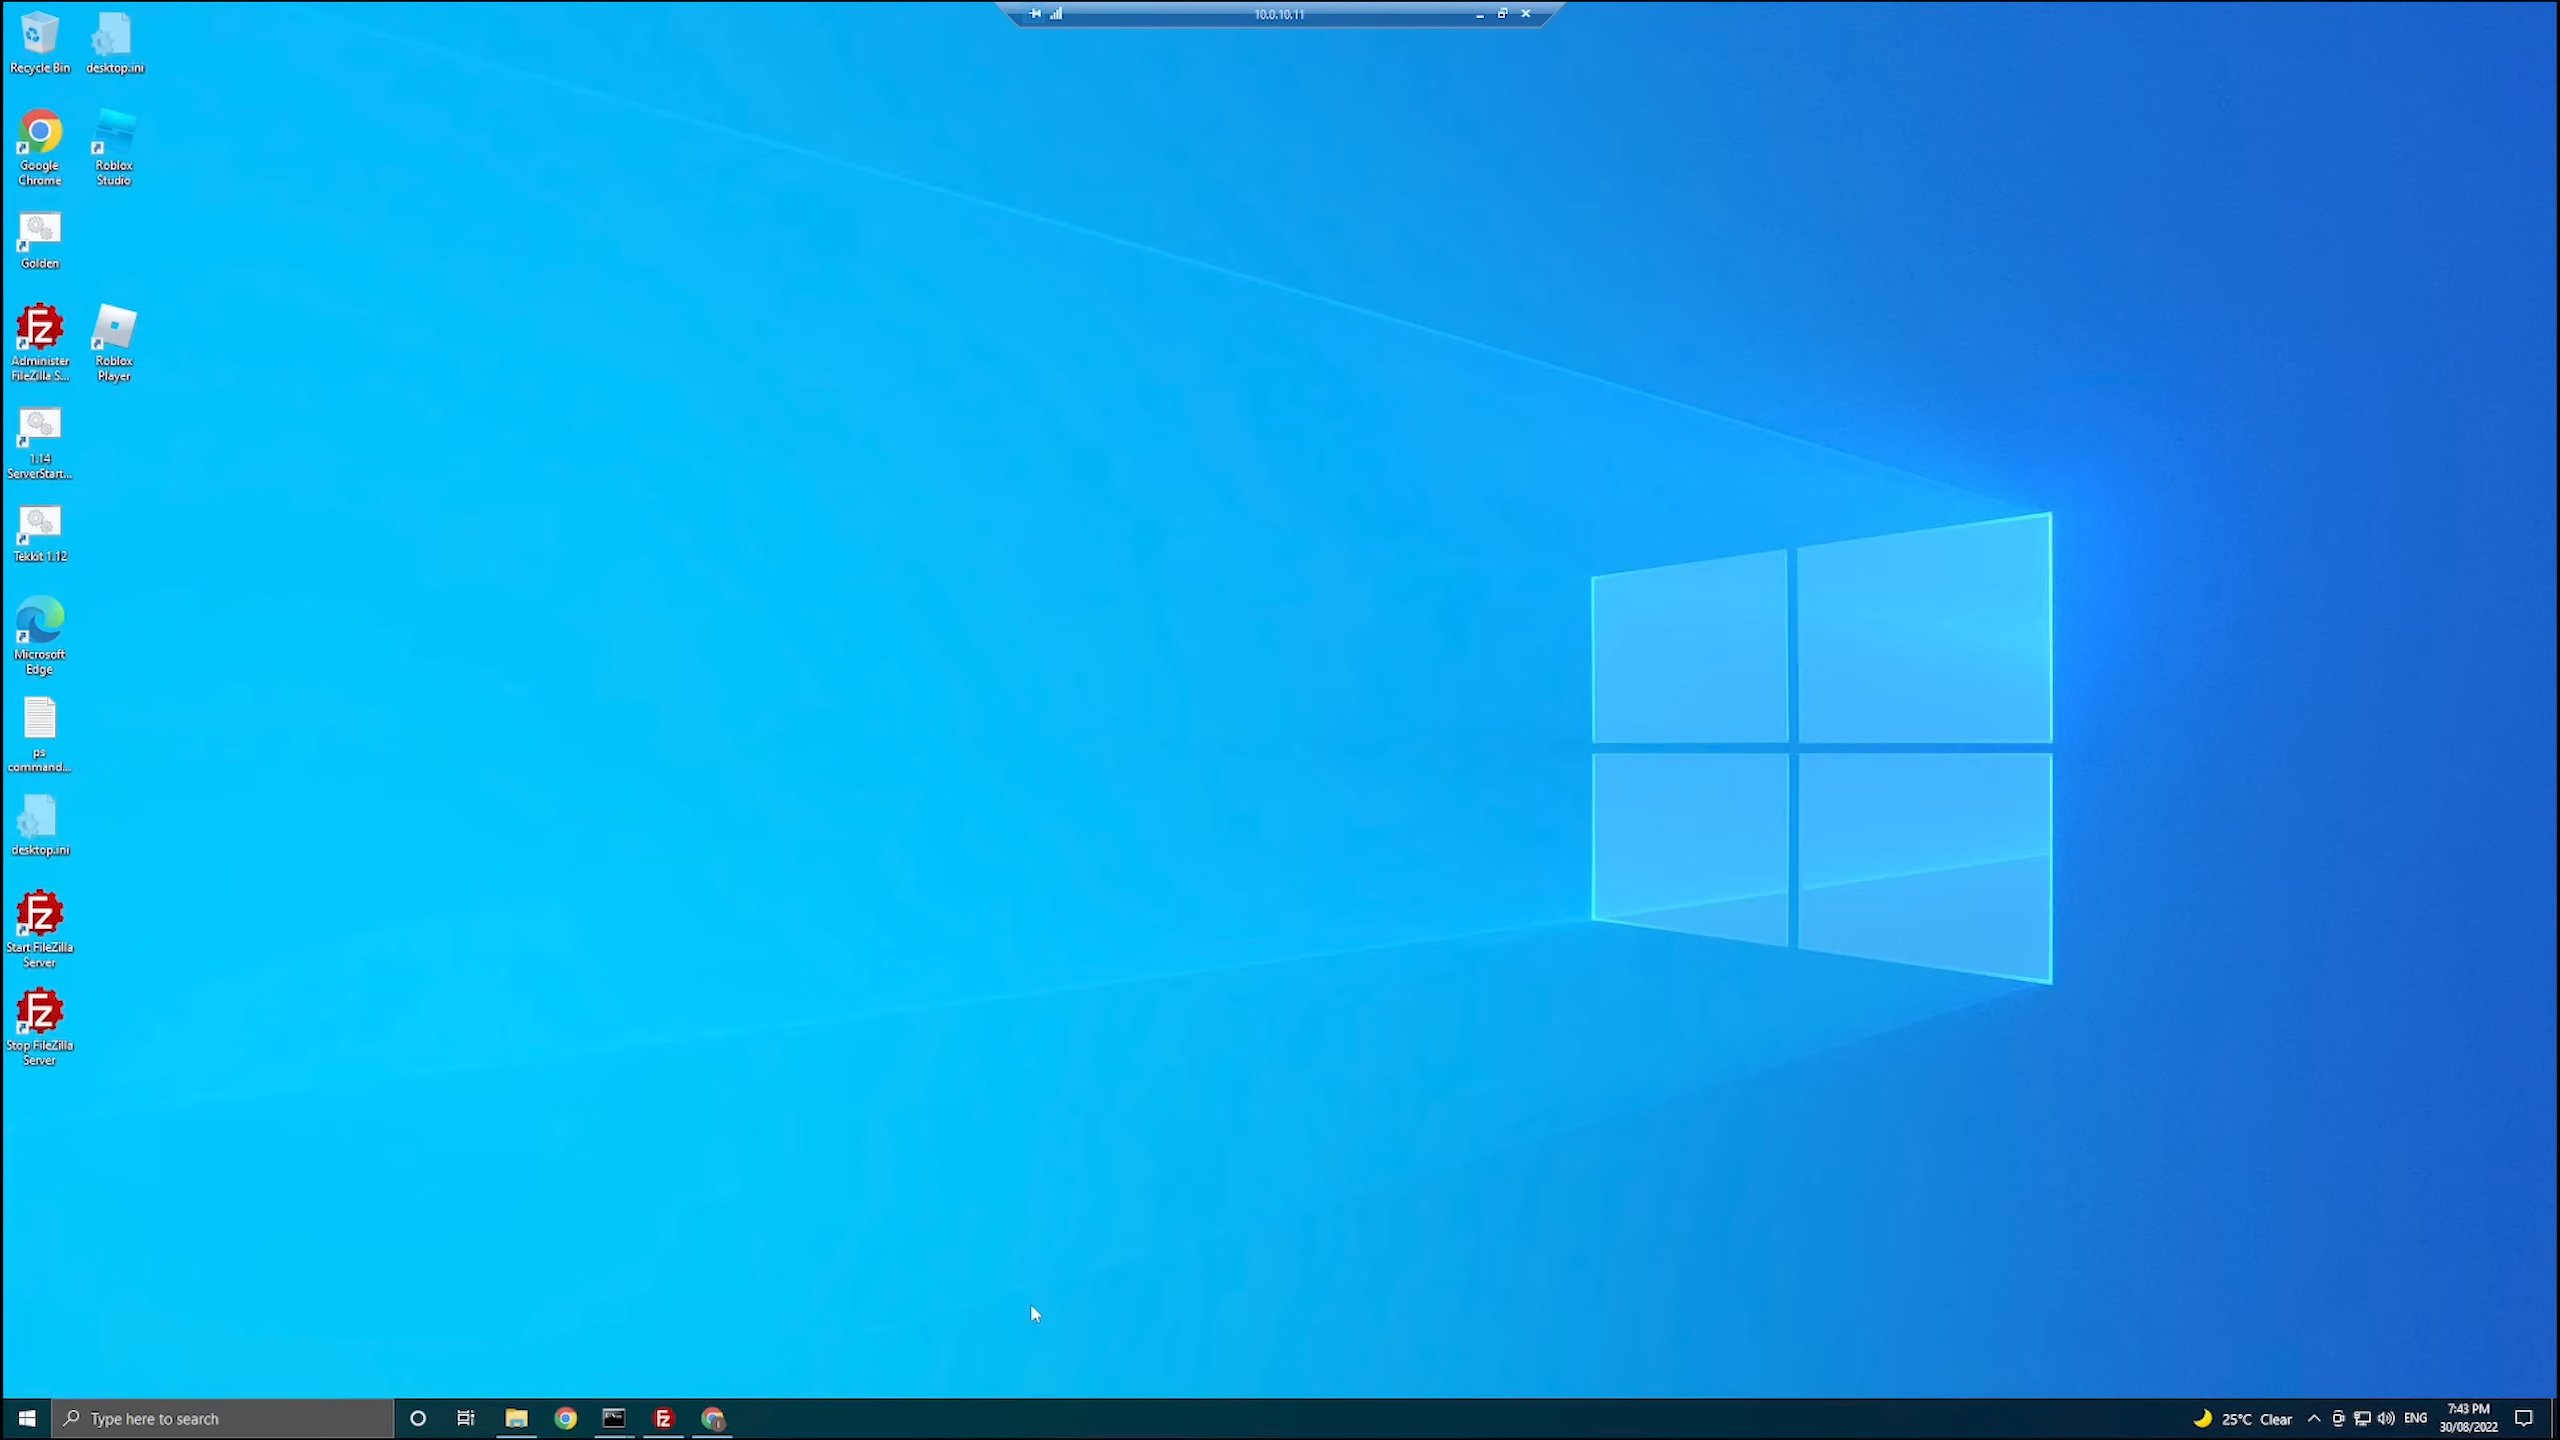 10.0.10.11
Recycle Bin
desktop.ini
Google
Chrome
Roblox
Studio
Golden
Administer
FileZilla S...
Roblox
Player
1.14
ServerStart...
Tekkit 1.12
Microsoft
Edge
ps
command...
desktop.ini
Start FileZilla
Server
Stop FileZilla
Server
Type here to search
25°C Clear
ENG
7:43 PM
30/08/2022